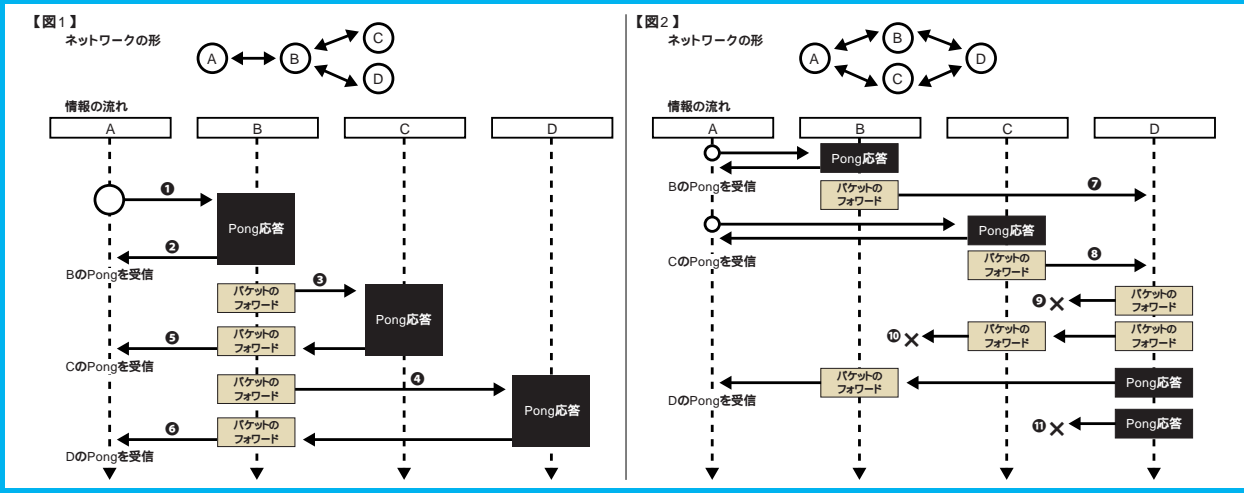 【図1】
ネットワークの形
A
B
C
D
情報の流れ
A
B
C
D
❶
Pong応答
❷
BのPongを受信
パケットの
フォワード
❸
Pong応答
パケットの
フォワード
❺
CのPongを受信
パケットの
フォワード
❹
Pong応答
パケットの
フォワード
❻
DのPongを受信
【図2】
ネットワークの形
A
B
C
D
情報の流れ
A
B
C
D
Pong応答
BのPongを受信
パケットの
フォワード
❼
Pong応答
CのPongを受信
パケットの
フォワード
❽
❾
パケットの
フォワード
❿
パケットの
フォワード
パケットの
フォワード
DのPongを受信
パケットの
フォワード
Pong応答
⓫
Pong応答